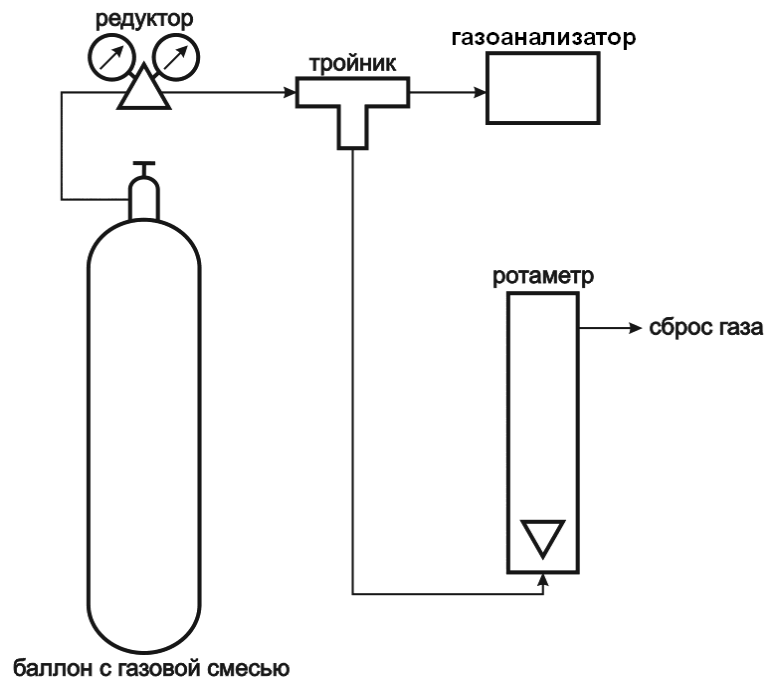 редуктор
газоанализатор
тройник
ротаметр
сброс газа
баллон с газовой смесью